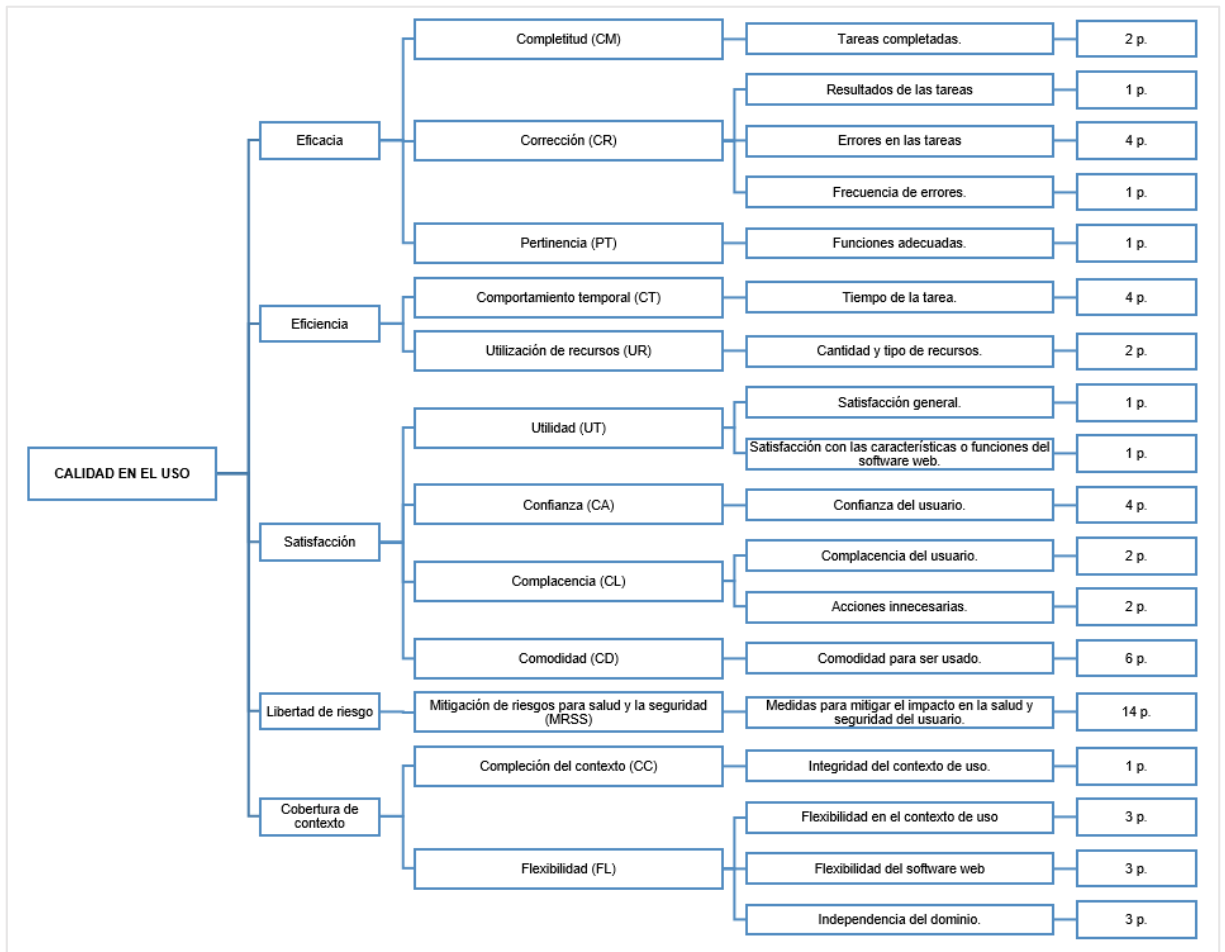 Completitud (CM)
Tareas completadas.
2 p.
Resultados de las tareas
1 p.
Eficacia
Corrección (CR)
Errores en las tareas
4 p.
Frecuencia de errores.
1 p.
Pertinencia (PT)
Funciones adecuadas.
1 p.
Comportamiento temporal (CT)
Tiempo de la tarea.
4 p.
Eficiencia
Utilización de recursos (UR)
Cantidad y tipo de recursos.
2 p.
Satisfacción general.
1 p.
Utilidad (UT)
Satisfacción con las características o funciones del
software web.
1 p.
CALIDAD EN EL USO
Confianza (CA)
Confianza del usuario.
4 p.
Satisfacción
Complacencia del usuario.
2 p.
Complacencia (CL)
Acciones innecesarias.
2 p.
Comodidad (CD)
Comodidad para ser usado.
6 p.
Libertad de riesgo
Mitigación de riesgos para salud y la seguridad
(MRSS)
Medidas para mitigar el impacto en la salud y
seguridad del usuario.
14 p.
Compleción del contexto (CC)
Integridad del contexto de uso.
1 p.
Cobertura de
contexto
Flexibilidad en el contexto de uso
3 p.
Flexibilidad (FL)
Flexibilidad del software web
3 p.
Independencia del dominio.
3 p.